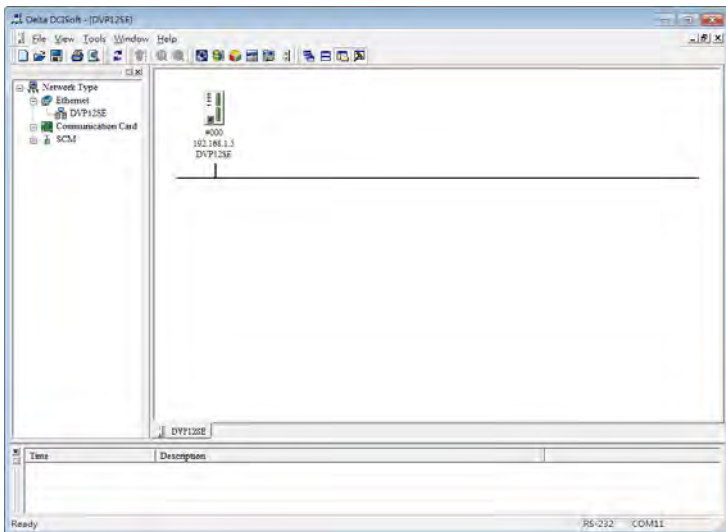 Delta DCISoft - [DVP12SE]
File View Tools Window Help
Network Type
Ethernet
DVP12SE
Communication Card
SCM
#000
192.168.1.5
DVP12SE
DVP12SE
Time Description
Ready RS-232 COM11